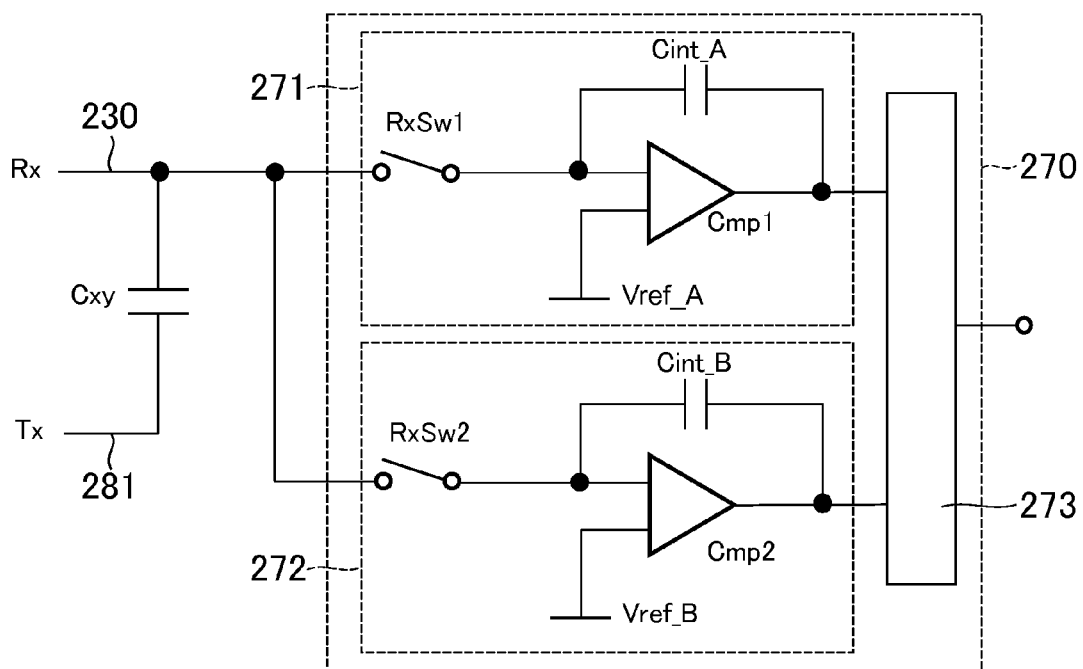 Cint_A
271
230
RxSw1
Rx
270
Cmp1
Cxy
Vref_A
Cint_B
Tx
RxSw2
281
273
272
Cmp2
Vref_B